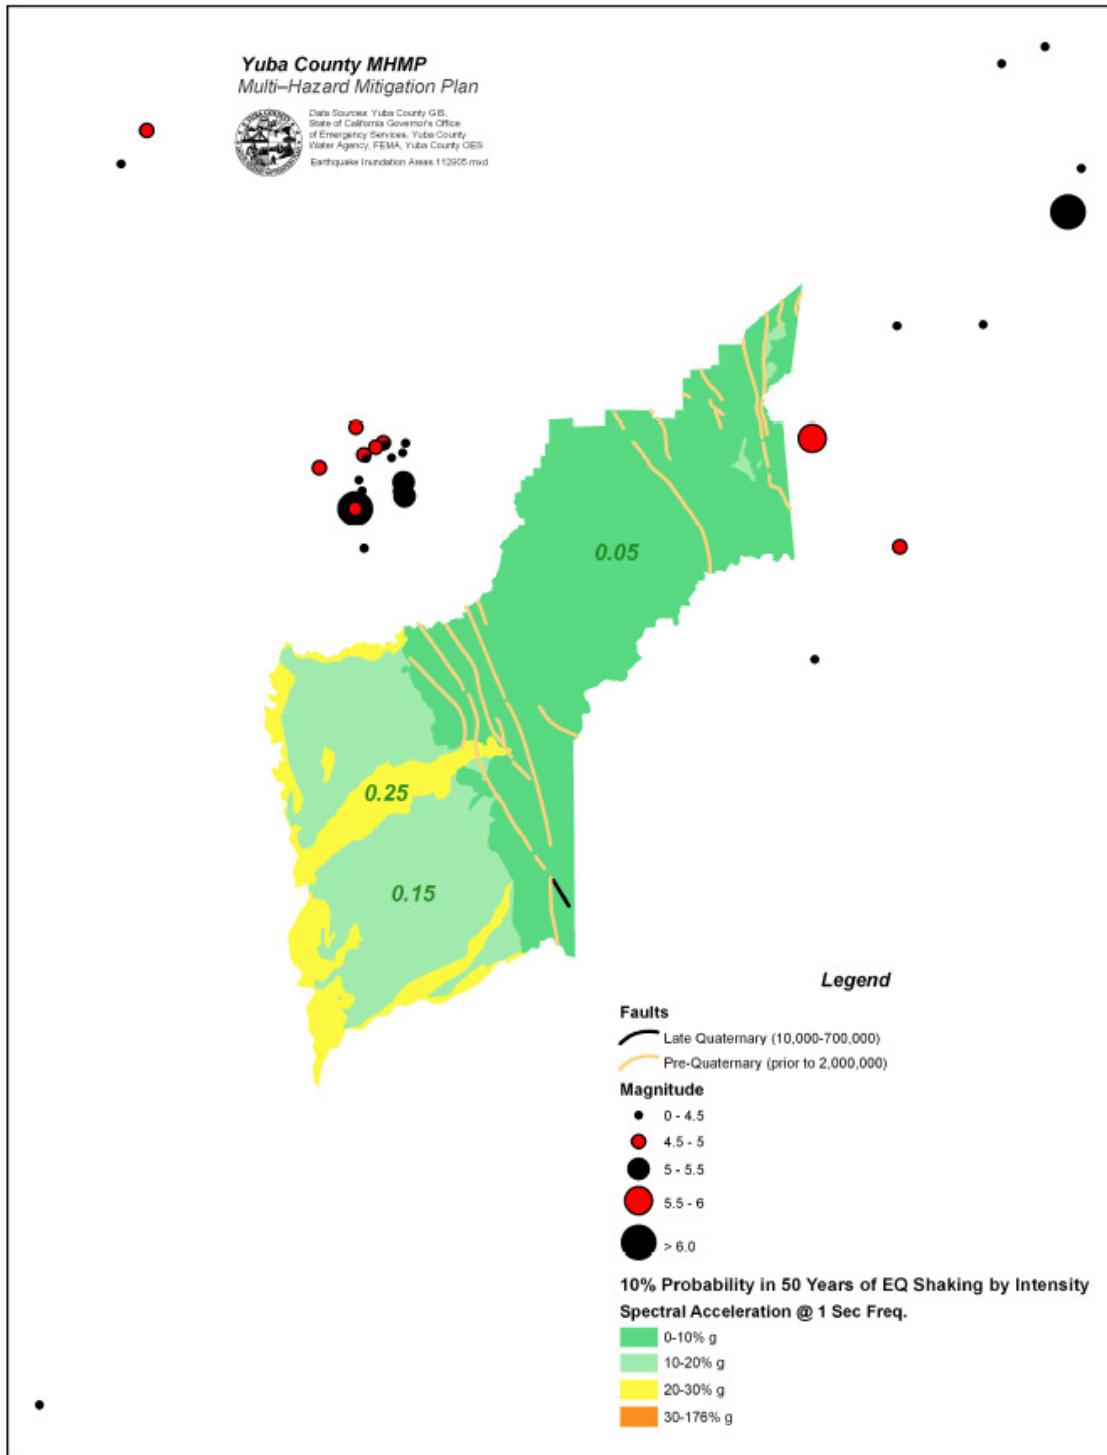 Yuba County MHMP
Multi–Hazard Mitigation Plan
Data Sources: Yuba County GIS,
State of California Governor's Office
of Emergency Services, Yuba County
Water Agency, FEMA, Yuba County OES
Earthquake Inundation Areas 112905.mxd
0.05
0.25
0.15
Legend
Faults
Late Quaternary (10,000-700,000)
Pre-Quaternary (prior to 2,000,000)
Magnitude
0 - 4.5
4.5 - 5
5 - 5.5
5.5 - 6
> 6.0
10% Probability in 50 Years of EQ Shaking by Intensity
Spectral Acceleration @ 1 Sec Freq.
0-10% g
10-20% g
20-30% g
30-176% g